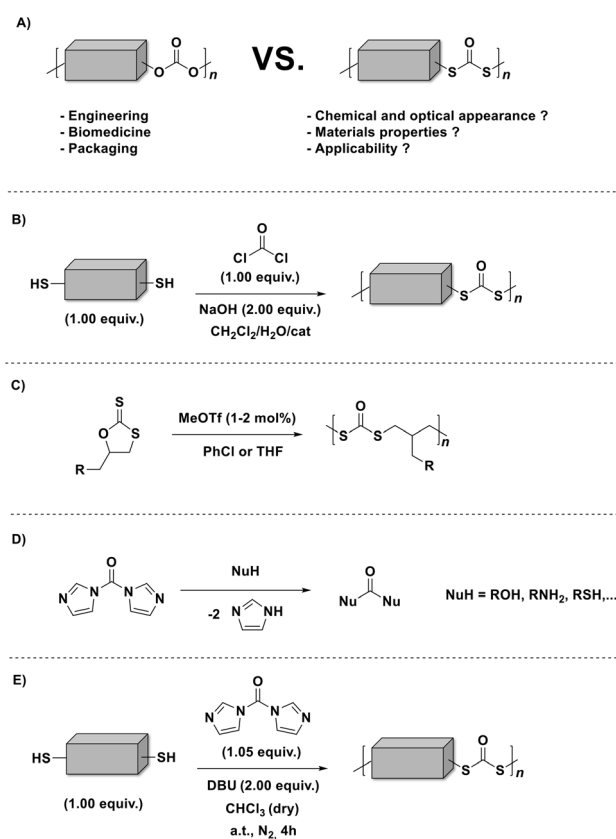 A)
O
O O n
VS.
O
S S n
- Engineering
- Biomedicine
- Packaging
- Chemical and optical appearance ?
- Materials properties ?
- Applicability ?
B)
O
Cl Cl
(1.00 equiv.)
HS SH
(1.00 equiv.)
NaOH (2.00 equiv.)
CH2Cl2/H2O/cat
O
S S n
C)
S
O S
R
MeOTf (1-2 mol%)
PhCl or THF
O
S S n
R
D)
O
N N N N
NuH
-2 N NH
O
Nu Nu
NuH = ROH, RNH2, RSH,...
E)
O
N N N N
(1.05 equiv.)
HS SH
(1.00 equiv.)
DBU (2.00 equiv.)
CHCl3 (dry)
a.t., N2, 4h
O
S S n